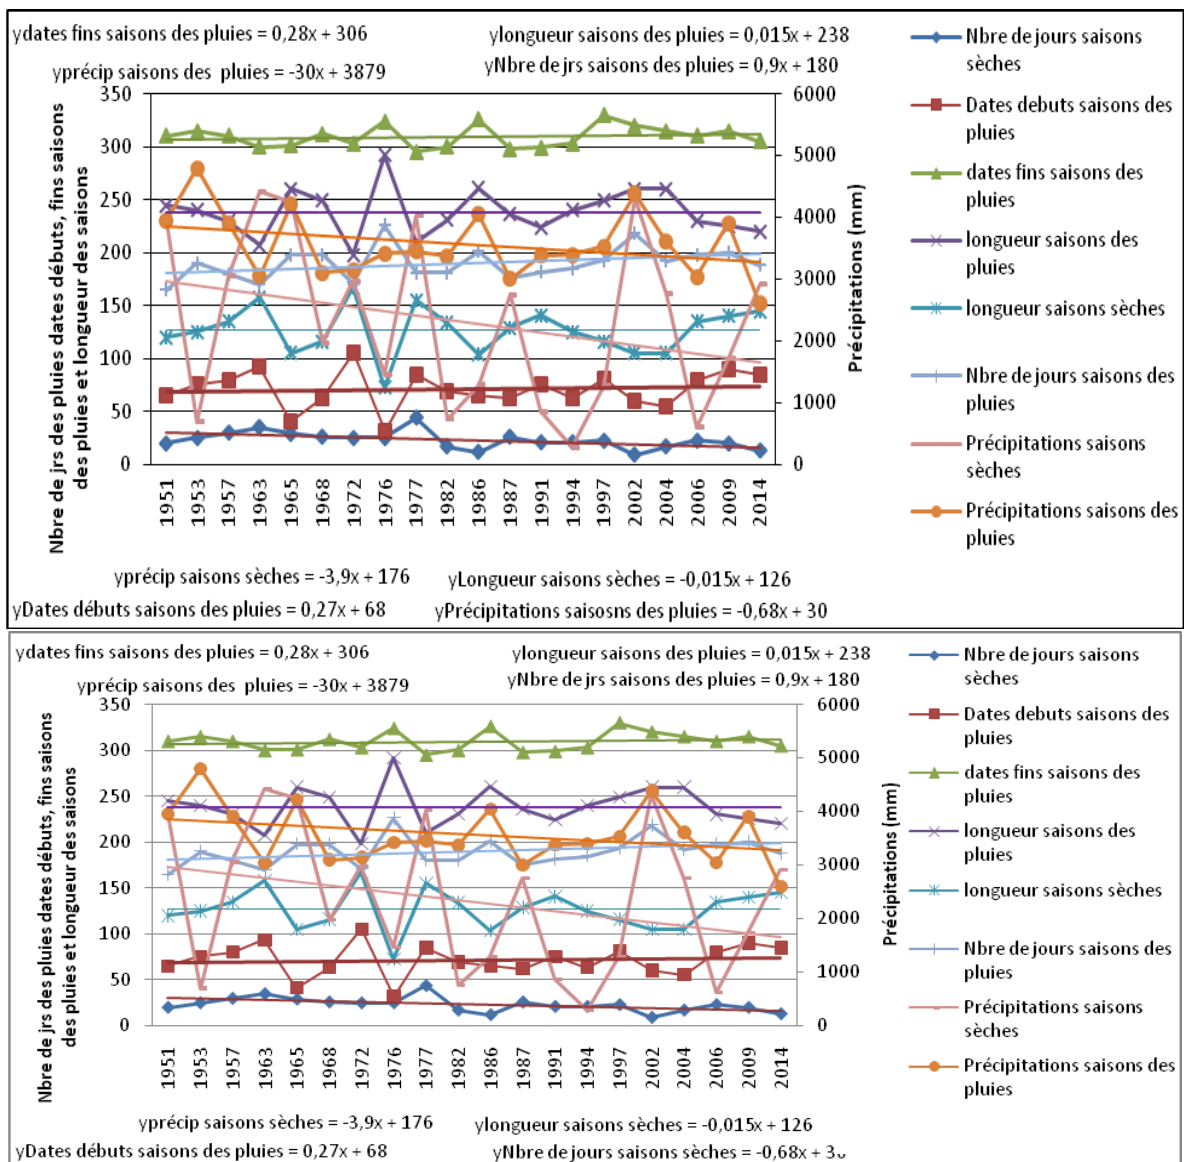 ydates fins saisons des pluies = 0,28x + 306
ylongueur saisons des pluies = 0,015x + 238
yprécip saisons des pluies = -30x + 3879
yNbre de jrs saisons des pluies = 0,9x + 180
Nbre de jrs des pluies dates débuts, fins saisons
des pluies et longueur des saisons
350
300
250
200
150
100
50
0
6000
5000
4000
3000
2000
1000
0
Précipitations (mm)
1951
1953
1957
1963
1965
1968
1972
1976
1977
1982
1986
1987
1991
1994
1997
2002
2004
2006
2009
2014
Nbre de jours saisons
sèches
Dates debuts saisons des
pluies
dates fins saisons des
pluies
longueur saisons des
pluies
longueur saisons sèches
Nbre de jours saisons des
pluies
Précipitations saisons
sèches
Précipitations saisons des
pluies
yprécip saisons sèches = -3,9x + 176
yLongueur saisons sèches = -0,015x + 126
yDates débuts saisons des pluies = 0,27x + 68
yPrécipitations saisosns des pluies = -0,68x + 30
ydates fins saisons des pluies = 0,28x + 306
ylongueur saisons des pluies = 0,015x + 238
yprécip saisons des pluies = -30x + 3879
yNbre de jrs saisons des pluies = 0,9x + 180
Nbre de jrs des pluies dates débuts, fins saisons
des pluies et longueur des saisons
350
300
250
200
150
100
50
0
6000
5000
4000
3000
2000
1000
0
Précipitations (mm)
1951
1953
1957
1963
1965
1968
1972
1976
1977
1982
1986
1987
1991
1994
1997
2002
2004
2006
2009
2014
Nbre de jours saisons
sèches
Dates debuts saisons des
pluies
dates fins saisons des
pluies
longueur saisons des
pluies
longueur saisons sèches
Nbre de jours saisons des
pluies
Précipitations saisons
sèches
Précipitations saisons des
pluies
yprécip saisons sèches = -3,9x + 176
ylongueur saisons sèches = -0,015x + 126
yDates débuts saisons des pluies = 0,27x + 68
yNbre de jours saisons sèches = -0,68x +